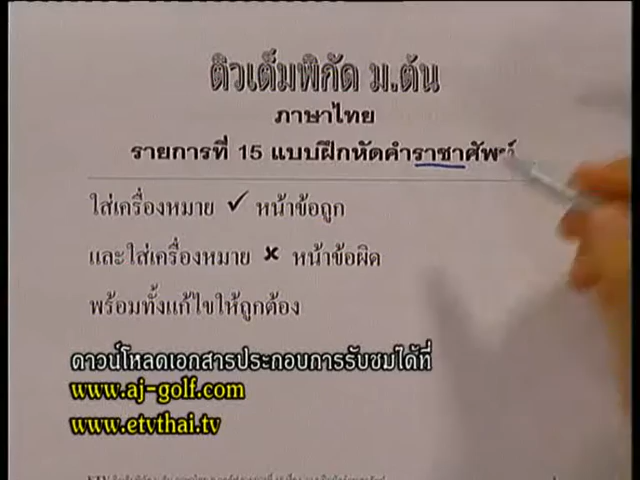 ติวเต็มพิกัด ม.ต้น
ภาษาไทย
รายการที่ 15 แบบฝึกหัดคำราชาศัพท์
ใส่เครื่องหมาย ✓ หน้าข้อถูก
และใส่เครื่องหมาย ✗ หน้าข้อผิด
พร้อมทั้งแก้ไขให้ถูกต้อง
ดาวน์โหลดเอกสารประกอบการรับชมได้ที่
www.aj-golf.com
www.etvthai.tv